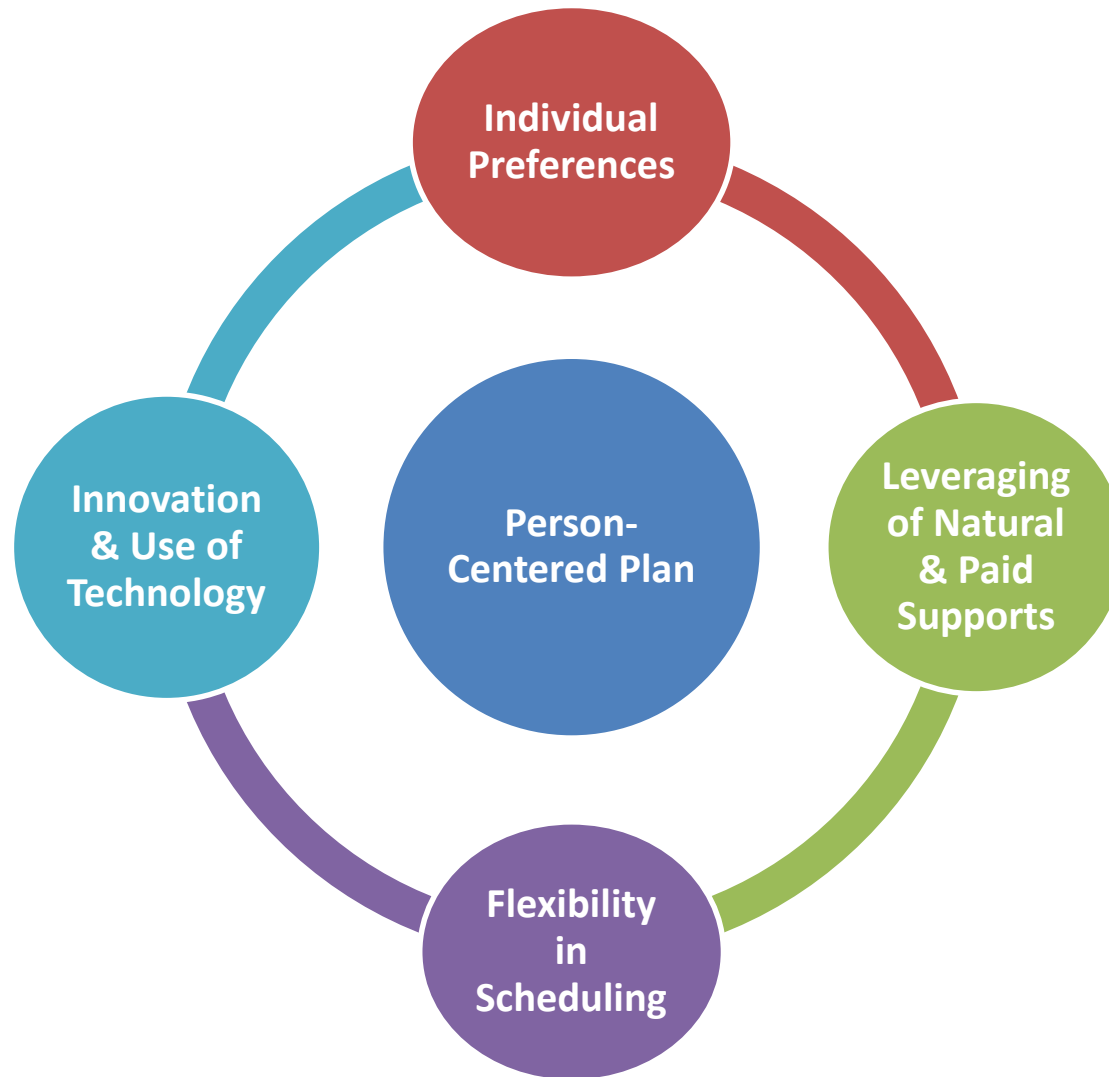 Individual
Preferences
Innovation
& Use of
Technology
Person-
Centered Plan
Leveraging
of Natural
& Paid
Supports
Flexibility
in
Scheduling